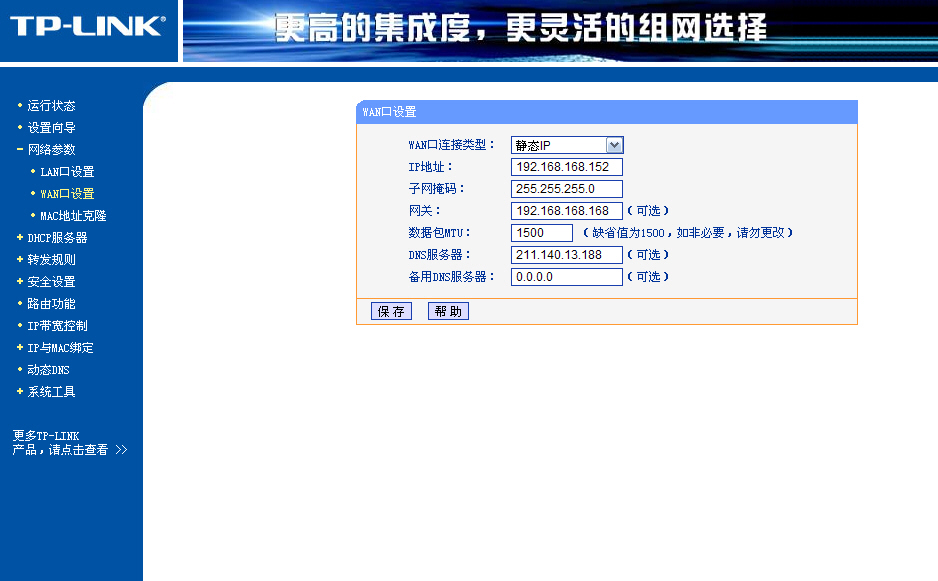 TP-LINK®
更高的集成度，更灵活的组网选择
• 运行状态
• 设置向导
- 网络参数
• LAN口设置
• WAN口设置
• MAC地址克隆
+ DHCP服务器
+ 转发规则
+ 安全设置
• 路由功能
• IP带宽控制
+ IP与MAC绑定
• 动态DNS
+ 系统工具
更多TP-LINK
产品，请点击查看 >>
WAN口设置
WAN口连接类型： 静态IP
IP地址： 192.168.168.152
子网掩码： 255.255.255.0
网关： 192.168.168.168 （可选）
数据包MTU： 1500 （缺省值为1500，如非必要，请勿更改）
DNS服务器： 211.140.13.188 （可选）
备用DNS服务器： 0.0.0.0 （可选）
保 存 帮 助